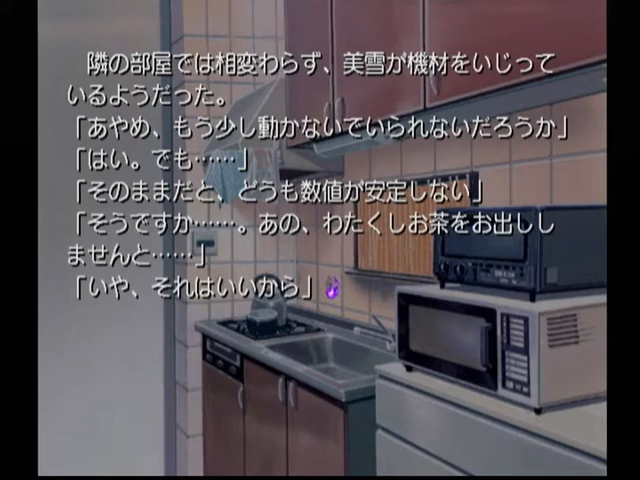 隣の部屋では相変わらず、美雪が機材をいじって
いるようだった。
「あやめ、もう少し動かないでいられないだろうか」
「はい。でも……」
「そのままだと、どうも数値が安定しない」
「そうですか……。あの、わたくしお茶をお出しし
ませんと……」
「いや、それはいいから」